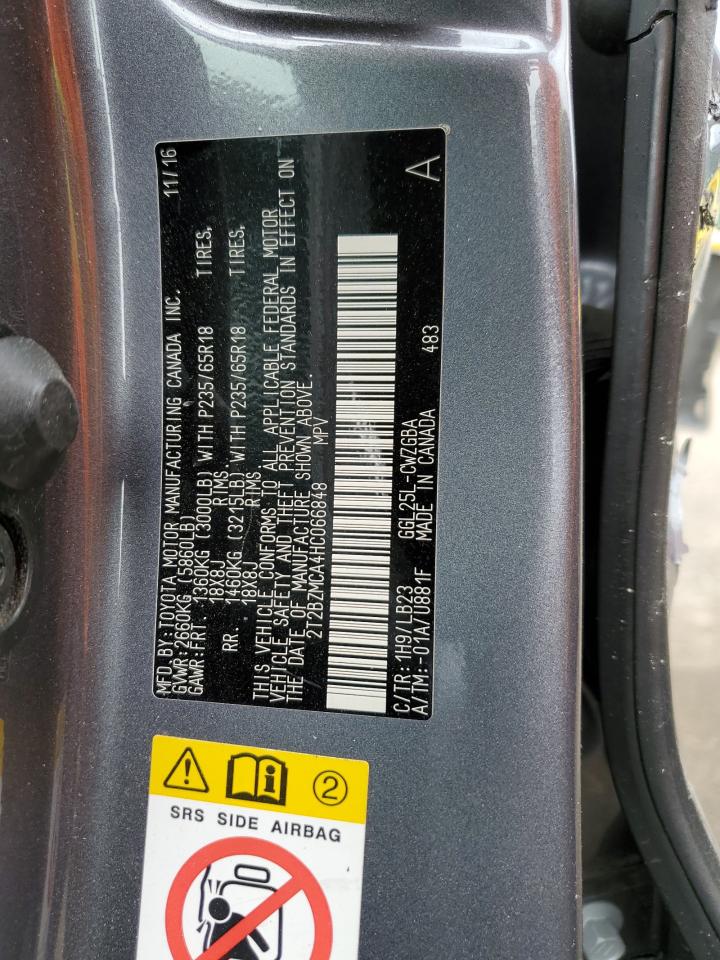 MFD. BY: TOYOTA MOTOR MANUFACTURING CANADA INC. 11/16
GVWR: 2660KG (5860LB)
GAWR: FRT. 1360KG (3000LB) WITH P235/65R18 TIRES,
18X8J RIMS
RR. 1460KG (3215LB) WITH P235/65R18 TIRES,
18X8J RIMS
THIS VEHICLE CONFORMS TO ALL APPLICABLE FEDERAL MOTOR
VEHICLE SAFETY AND THEFT PREVENTION STANDARDS IN EFFECT ON
THE DATE OF MANUFACTURE SHOWN ABOVE.
2T2BZMCA4HC066848 MPV
A
C/TR: 1H9/LB23 GGL25L-CWZGBA 483
A/TM:-01A/U881F MADE IN CANADA
2
SRS SIDE AIRBAG